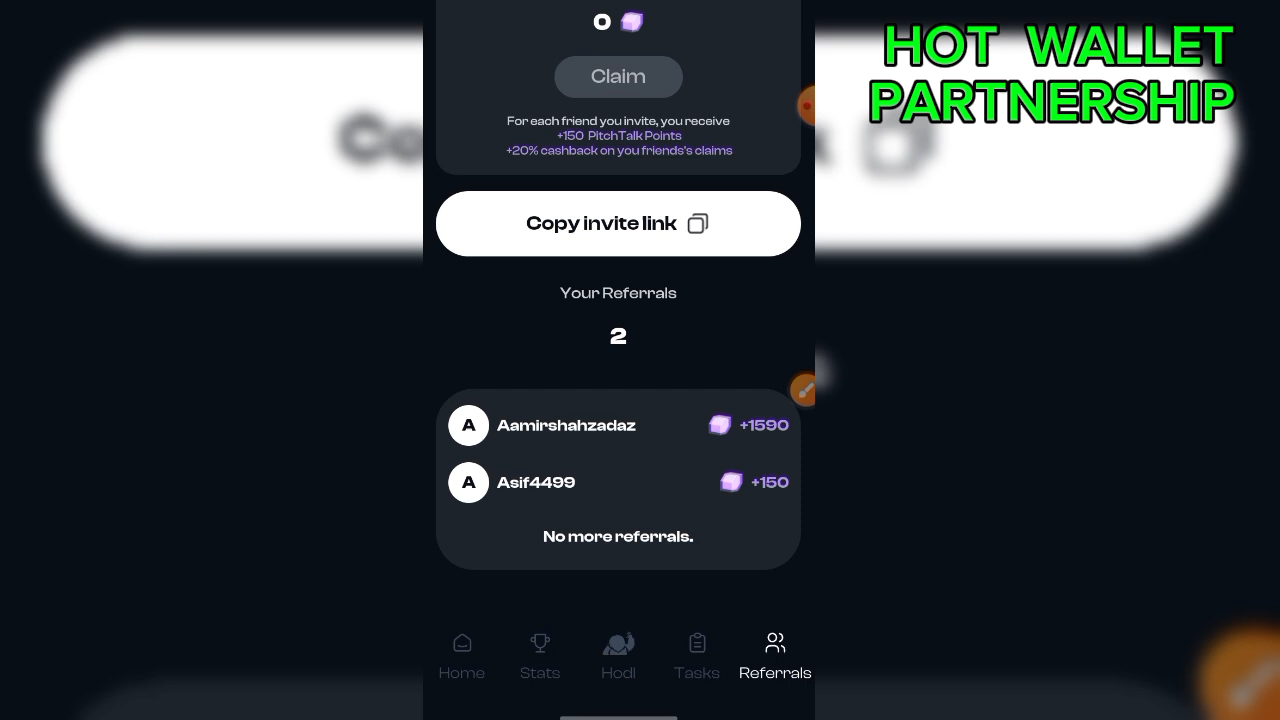 HOT WALLET
PARTNERSHIP
0
Claim
For each friend you invite, you receive
+150 PitchTalk Points
+20% cashback on you friends's claims
Copy invite link
Your Referrals
2
A Aamirshahzadaz +1590
A Asif4499 +150
No more referrals.
Home Stats Hodl Tasks Referrals